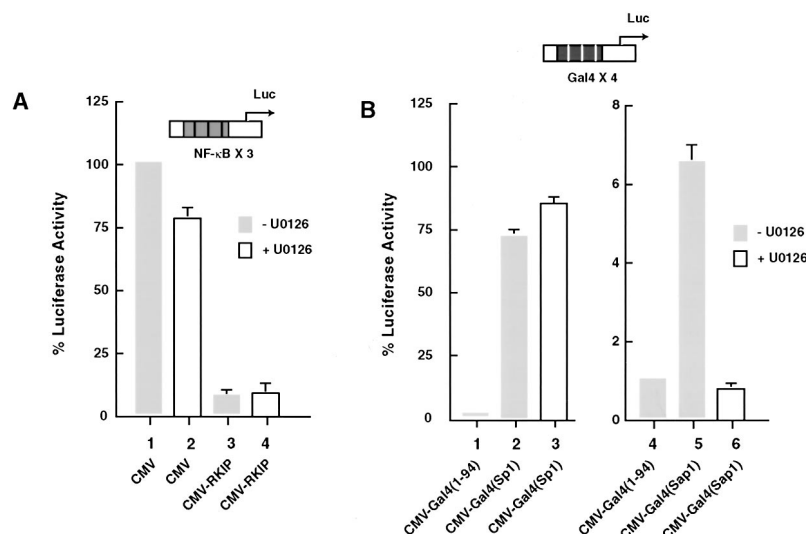 A
125
100
75
50
25
0
% Luciferase Activity
Luc
NF-κB X 3
- U0126
+ U0126
1
2
3
4
CMV
CMV
CMV-RKIP
CMV-RKIP
B
Luc
Gal4 X 4
125
100
75
50
25
0
% Luciferase Activity
1
2
3
CMV-Gal4(1-94)
CMV-Gal4(Sp1)
CMV-Gal4(Sp1)
8
6
4
2
0
- U0126
+ U0126
4
5
6
CMV-Gal4(1-94)
CMV-Gal4(Sap1)
CMV-Gal4(Sap1)